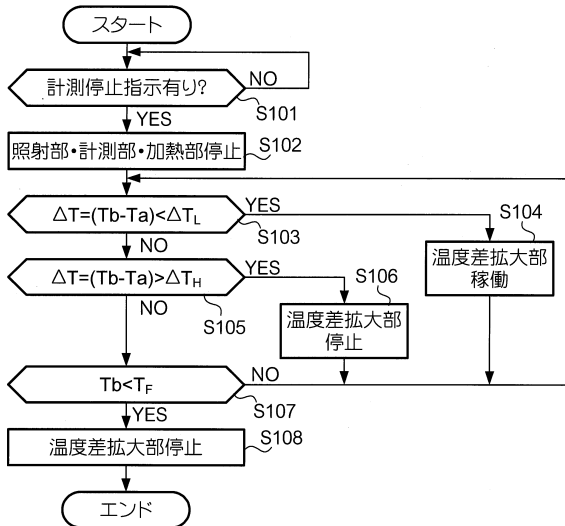 スタート
計測停止指示有り?
NO
S101
YES
照射部・計測部・加熱部停止
S102
ΔT=(Tb-Ta)<ΔTL
YES
S103
S104
NO
温度差拡大部
稼働
ΔT=(Tb-Ta)>ΔTH
YES
S106
S105
NO
温度差拡大部
停止
Tb<TF
NO
S107
YES
温度差拡大部停止
S108
エンド